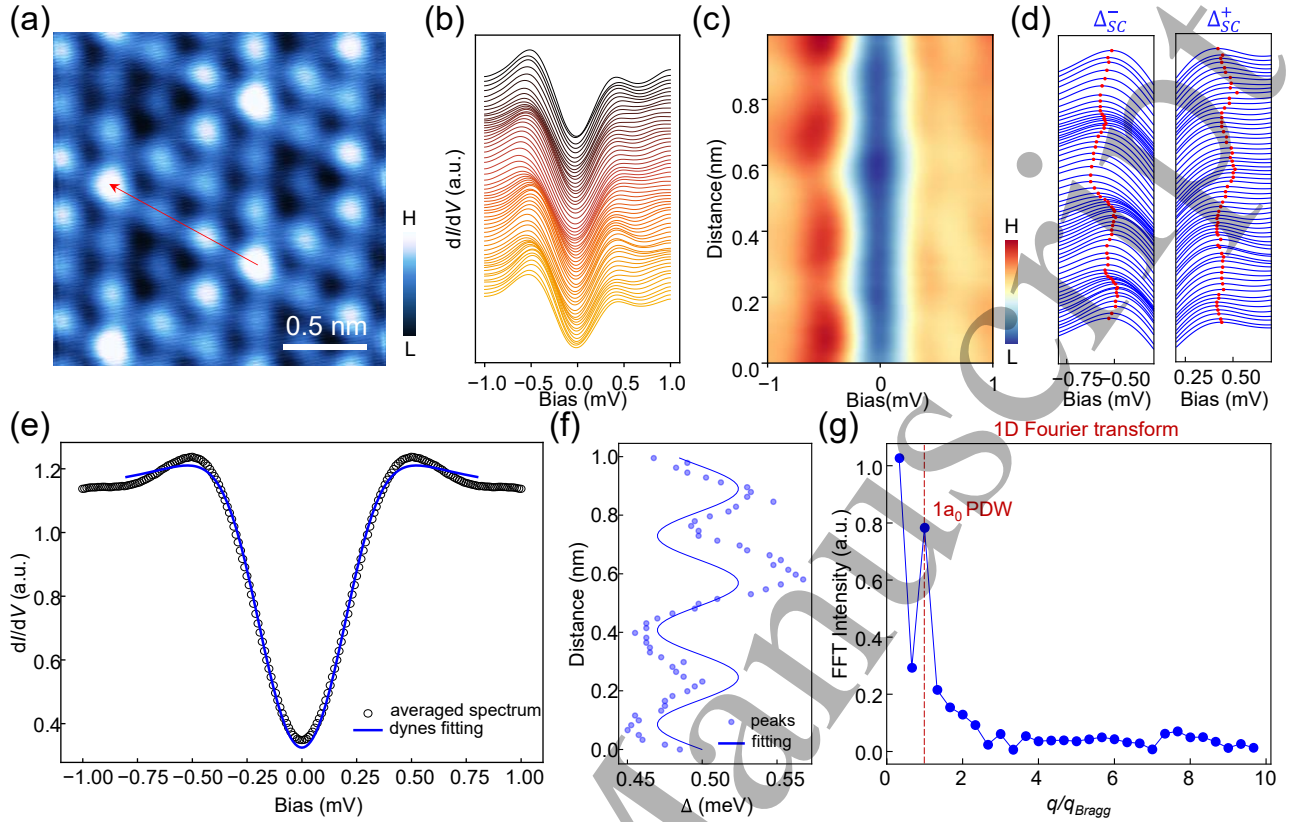 (a)
0.5 nm
H
L
(b)
dI/dV (a.u.)
−1.0 −0.5 0.0 0.5 1.0
Bias (mV)
(c)
Distance(nm)
0.8
0.6
0.4
0.2
0.0
−1 0 1
Bias(mV)
H
L
(d)
Δ⁻SC Δ⁺SC
−0.75 −0.50 0.25 0.50
Bias (mV) Bias (mV)
(e)
dI/dV (a.u.)
1.2
1.0
0.8
0.6
0.4
averaged spectrum
dynes fitting
−1.00 −0.75 −0.50 −0.25 0.00 0.25 0.50 0.75 1.00
Bias (mV)
(f)
Distance (nm)
1.0
0.8
0.6
0.4
0.2
0.0
peaks
fitting
0.45 0.50 0.55
Δ (meV)
(g)
1D Fourier transform
1a₀ PDW
FFT Intensity (a.u.)
1.0
0.8
0.6
0.4
0.2
0.0
0 2 4 6 8 10
q/qBragg
Manuscript